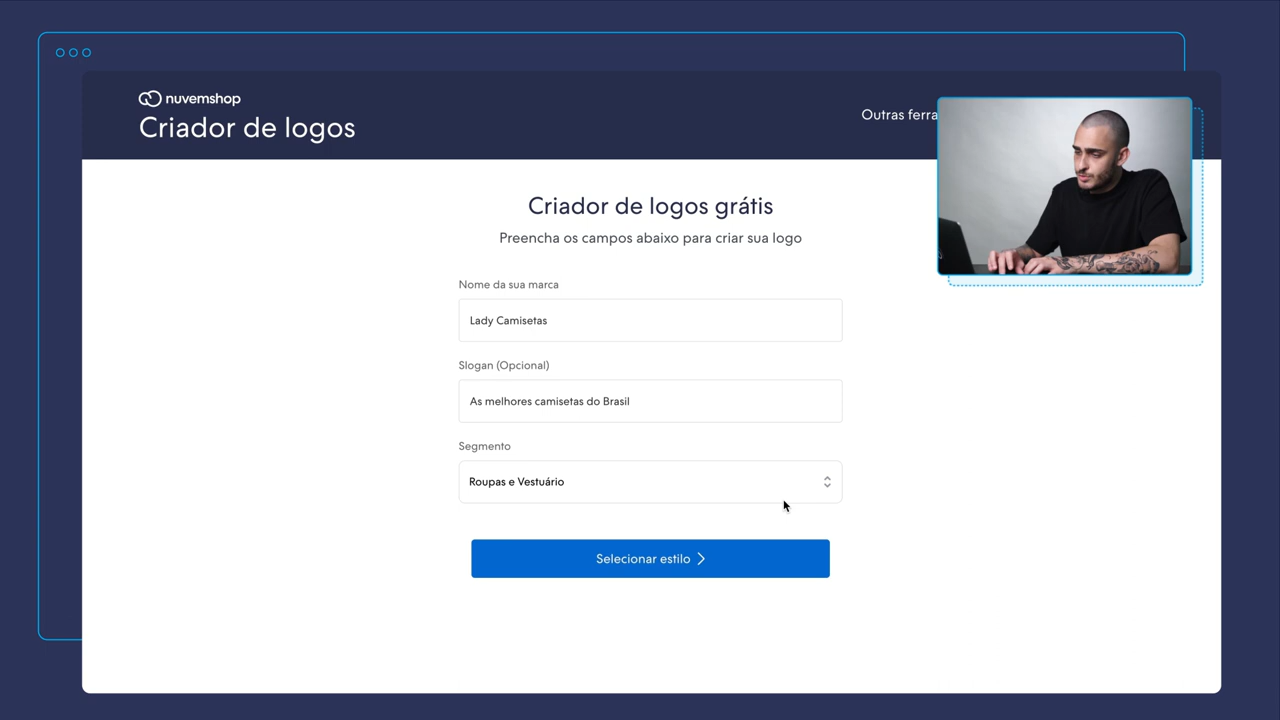 nuvemshop
Criador de logos
Outras ferra
Criador de logos grátis
Preencha os campos abaixo para criar sua logo
Nome da sua marca
Lady Camisetas
Slogan (Opcional)
As melhores camisetas do Brasil
Segmento
Roupas e Vestuário
Selecionar estilo